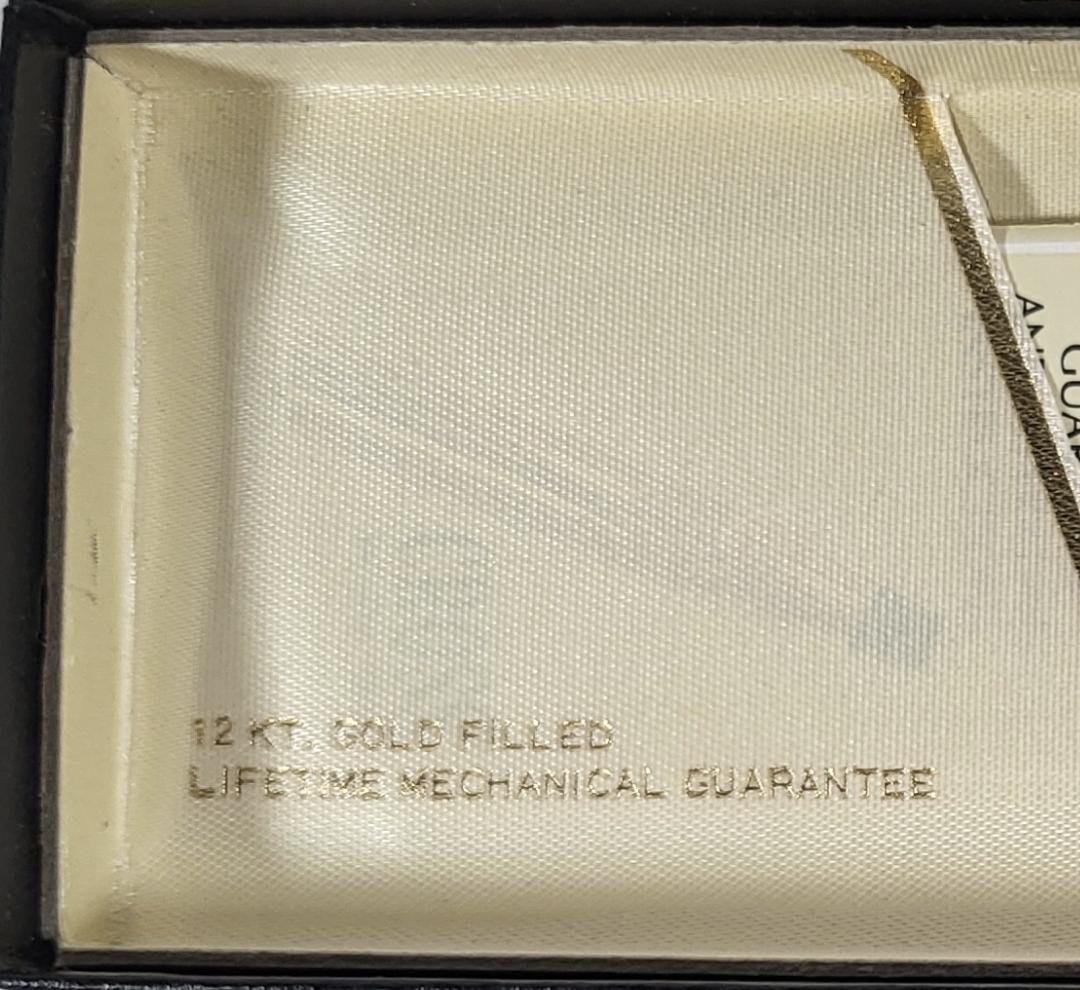 12 KT. GOLD FILLED
LIFETIME MECHANICAL GUARANTEE